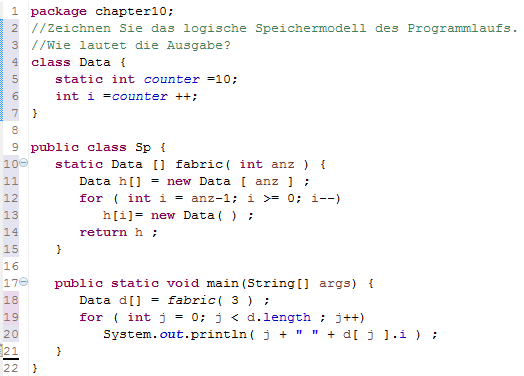 1 package chapter10;
2 //Zeichnen Sie das logische Speichermodell des Programmlaufs.
3 //Wie lautet die Ausgabe?
4 class Data {
5 static int counter =10;
6 int i =counter ++;
7 }
8
9 public class Sp {
10 static Data [] fabric( int anz ) {
11 Data h[] = new Data [ anz ] ;
12 for ( int i = anz-1; i >= 0; i--)
13 h[i]= new Data( ) ;
14 return h ;
15 }
16
17 public static void main(String[] args) {
18 Data d[] = fabric( 3 ) ;
19 for ( int j = 0; j < d.length ; j++)
20 System.out.println( j + " " + d[ j ].i ) ;
21 }
22 }